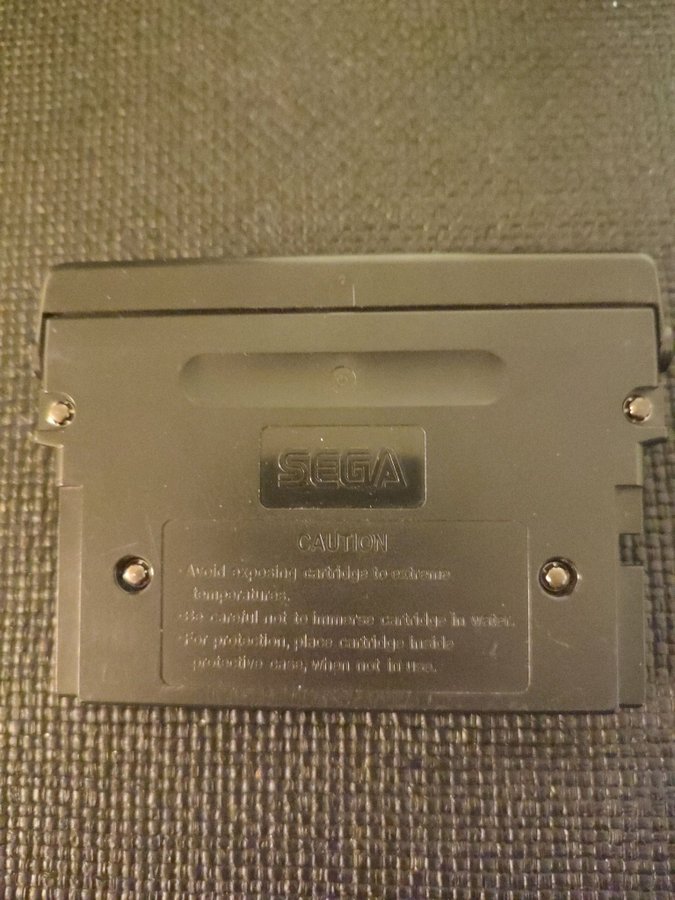 SEGA
CAUTION
·Avoid exposing cartridge to extreme
temperatures.
·Be careful not to immerse cartridge in water.
·For protection, place cartridge inside
protective case, when not in use.